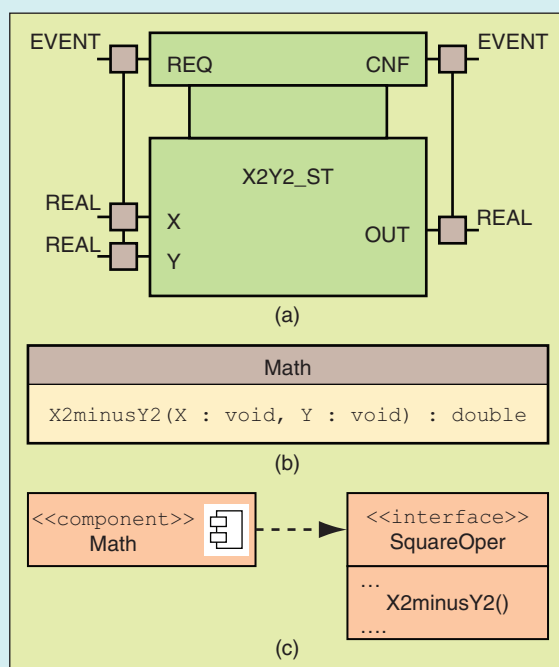 EVENT EVENT
REQ CNF
X2Y2_ST
REAL
X
REAL
OUT REAL
Y
(a)
Math
X2minusY2(X : void, Y : void) : double
(b)
<<component>>
Math
<<interface>>
SquareOper
...
X2minusY2()
....
(c)